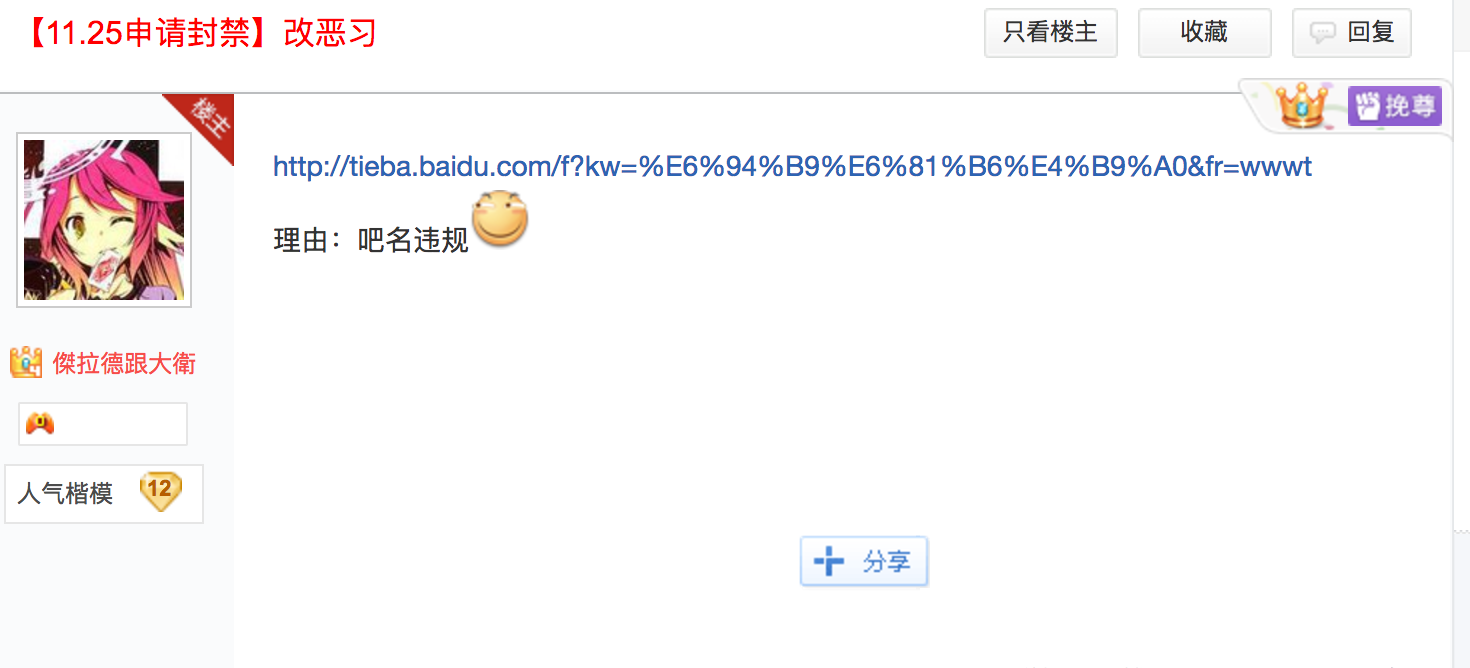 【11.25申请封禁】改恶习
只看楼主
收藏
回复
楼主
挽尊
http://tieba.baidu.com/f?kw=%E6%94%B9%E6%81%B6%E4%B9%A0&fr=wwwt
理由：吧名违规
傑拉德跟大衛
人气楷模 12
分享